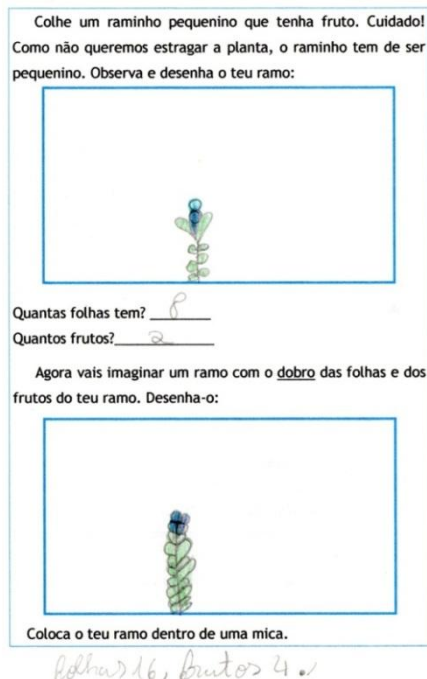 Colhe um raminho pequenino que tenha fruto. Cuidado!
Como não queremos estragar a planta, o raminho tem de ser
pequenino. Observa e desenha o teu ramo:
Quantas folhas tem? 8
Quantos frutos? 2
Agora vais imaginar um ramo com o dobro das folhas e dos
frutos do teu ramo. Desenha-o:
Coloca o teu ramo dentro de uma mica.
folhas 16, frutos 4.